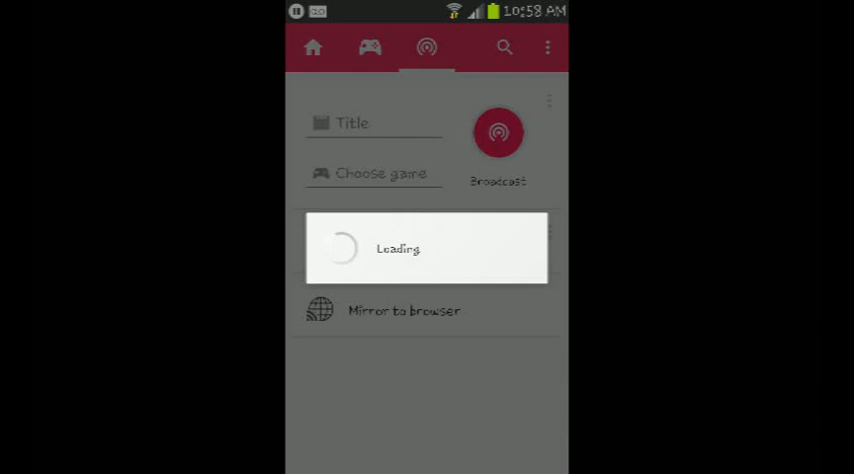 10:58 AM
Title
Choose game
Broadcast
Loading
Mirror to browser